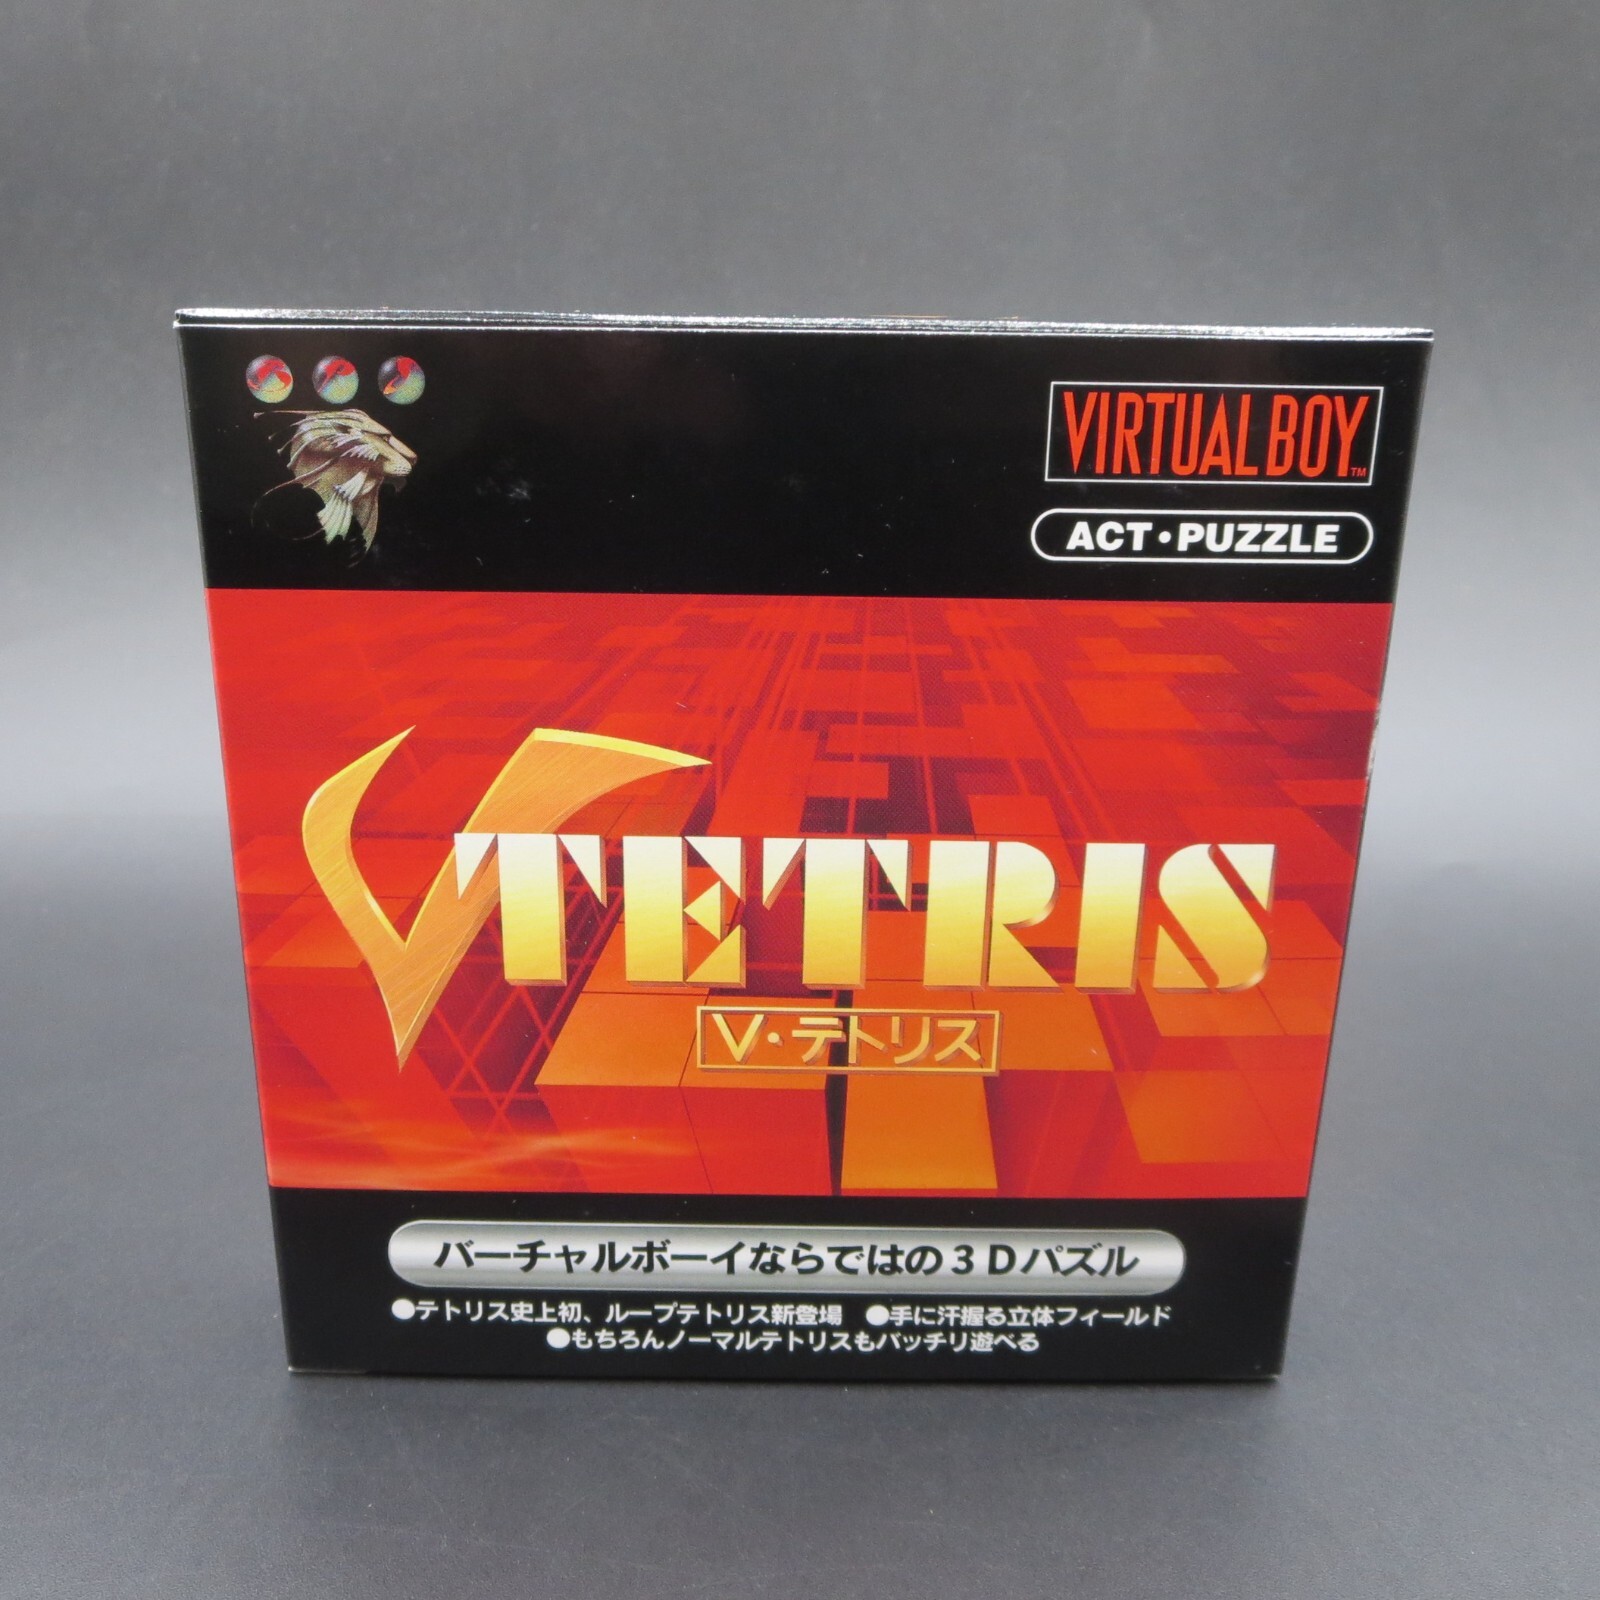 VIRTUAL BOY™
ACT・PUZZLE
V TETRIS
V・テトリス
バーチャルボーイならではの3Dパズル
●テトリス史上初、ループテトリス新登場 ●手に汗握る立体フィールド
●もちろんノーマルテトリスもバッチリ遊べる